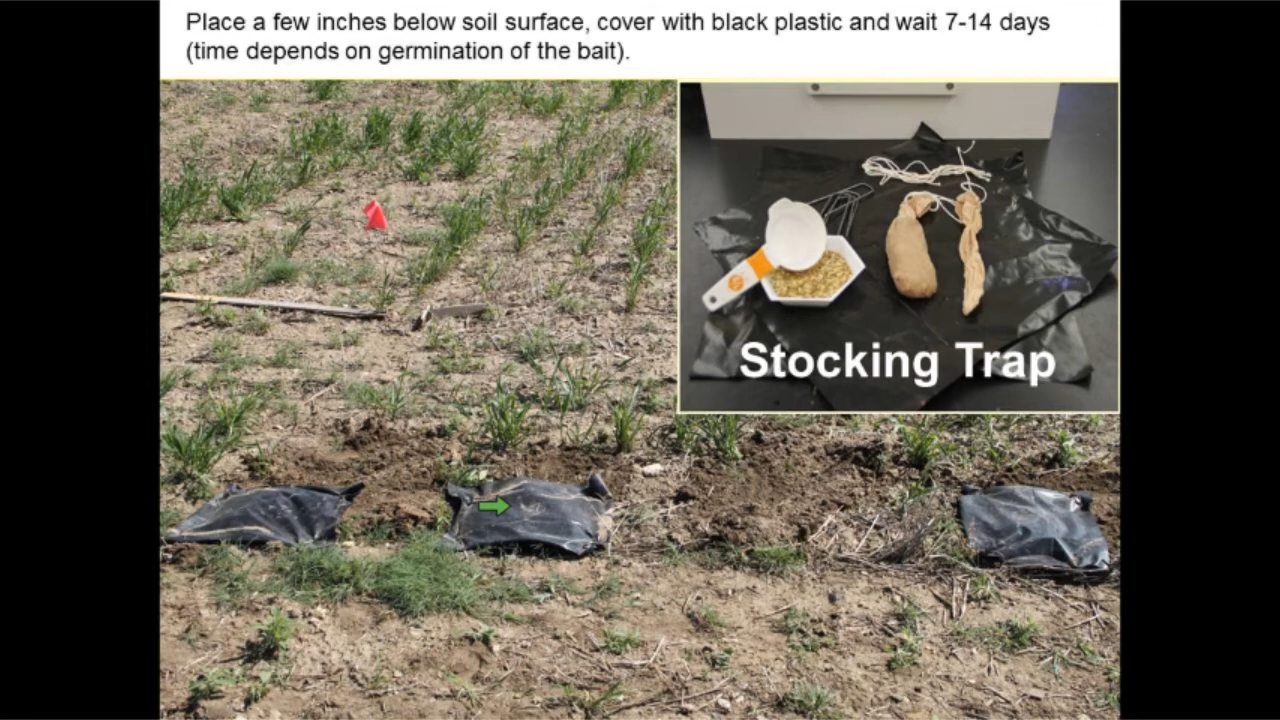 Place a few inches below soil surface, cover with black plastic and wait 7-14 days
(time depends on germination of the bait).
Stocking Trap